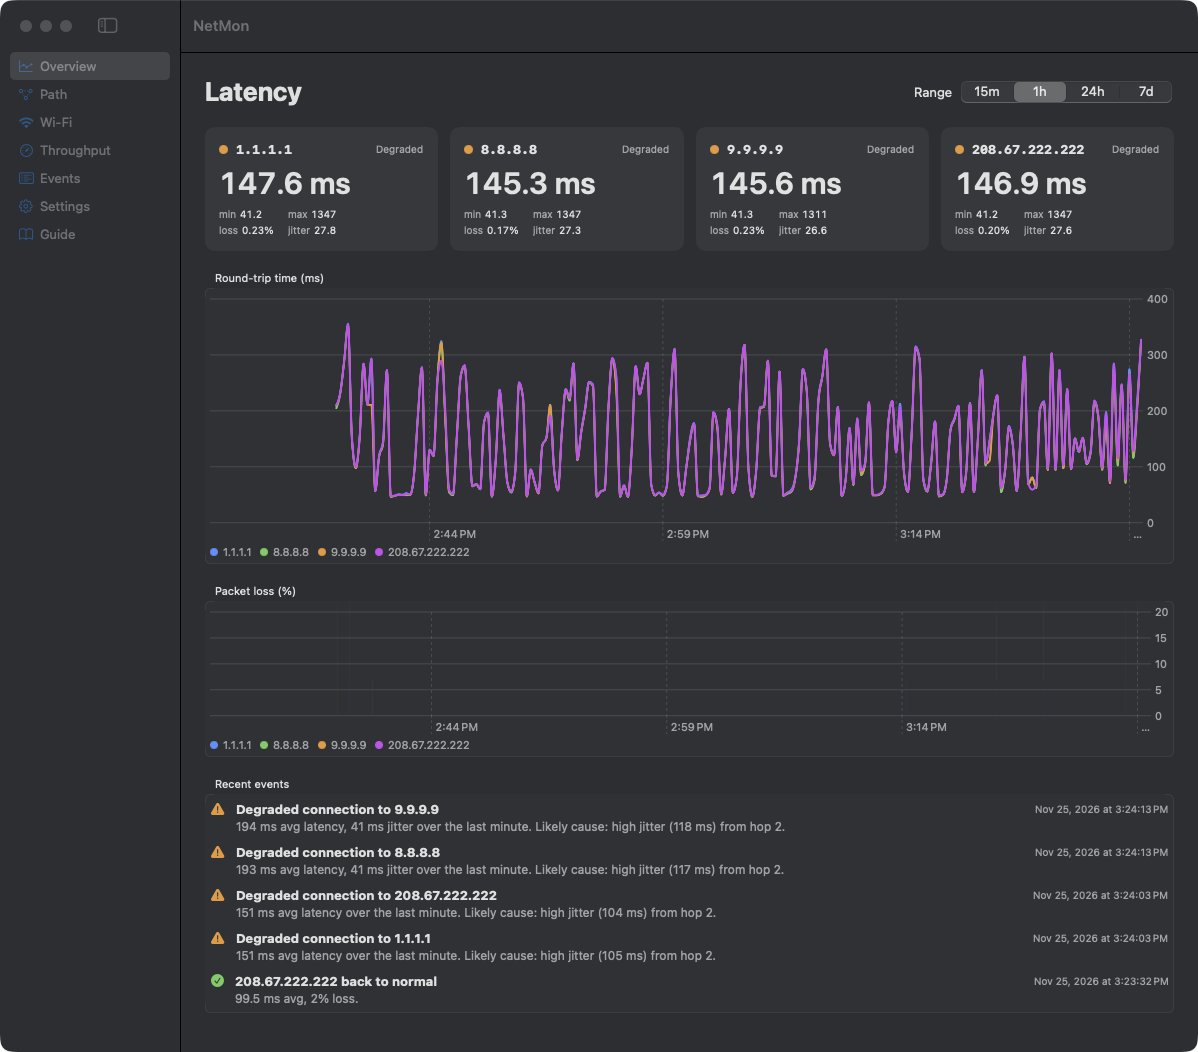 NetMon
Overview
Path
Wi-Fi
Throughput
Events
Settings
Guide
Latency
Range 15m 1h 24h 7d
1.1.1.1 Degraded
147.6 ms
min 41.2 max 1347
loss 0.23% jitter 27.8
8.8.8.8 Degraded
145.3 ms
min 41.3 max 1347
loss 0.17% jitter 27.3
9.9.9.9 Degraded
145.6 ms
min 41.3 max 1311
loss 0.23% jitter 26.6
208.67.222.222 Degraded
146.9 ms
min 41.2 max 1347
loss 0.20% jitter 27.6
Round-trip time (ms)
400
300
200
100
0
2:44 PM 2:59 PM 3:14 PM ...
1.1.1.1 8.8.8.8 9.9.9.9 208.67.222.222
Packet loss (%)
20
15
10
5
0
2:44 PM 2:59 PM 3:14 PM ...
1.1.1.1 8.8.8.8 9.9.9.9 208.67.222.222
Recent events
Degraded connection to 9.9.9.9 Nov 25, 2026 at 3:24:13 PM
194 ms avg latency, 41 ms jitter over the last minute. Likely cause: high jitter (118 ms) from hop 2.
Degraded connection to 8.8.8.8 Nov 25, 2026 at 3:24:13 PM
193 ms avg latency, 41 ms jitter over the last minute. Likely cause: high jitter (117 ms) from hop 2.
Degraded connection to 208.67.222.222 Nov 25, 2026 at 3:24:03 PM
151 ms avg latency over the last minute. Likely cause: high jitter (104 ms) from hop 2.
Degraded connection to 1.1.1.1 Nov 25, 2026 at 3:24:03 PM
151 ms avg latency over the last minute. Likely cause: high jitter (105 ms) from hop 2.
208.67.222.222 back to normal Nov 25, 2026 at 3:23:32 PM
99.5 ms avg, 2% loss.